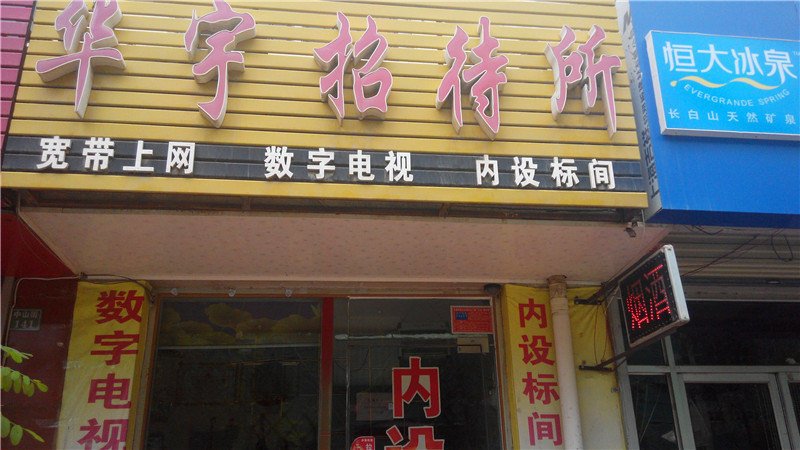 华宇招待所
宽带上网 数字电视 内设标间
恒大冰泉
EVERGRANDE SPRING
长白山天然矿泉
烟酒
中山街
141
数字电视
内设标间
内设